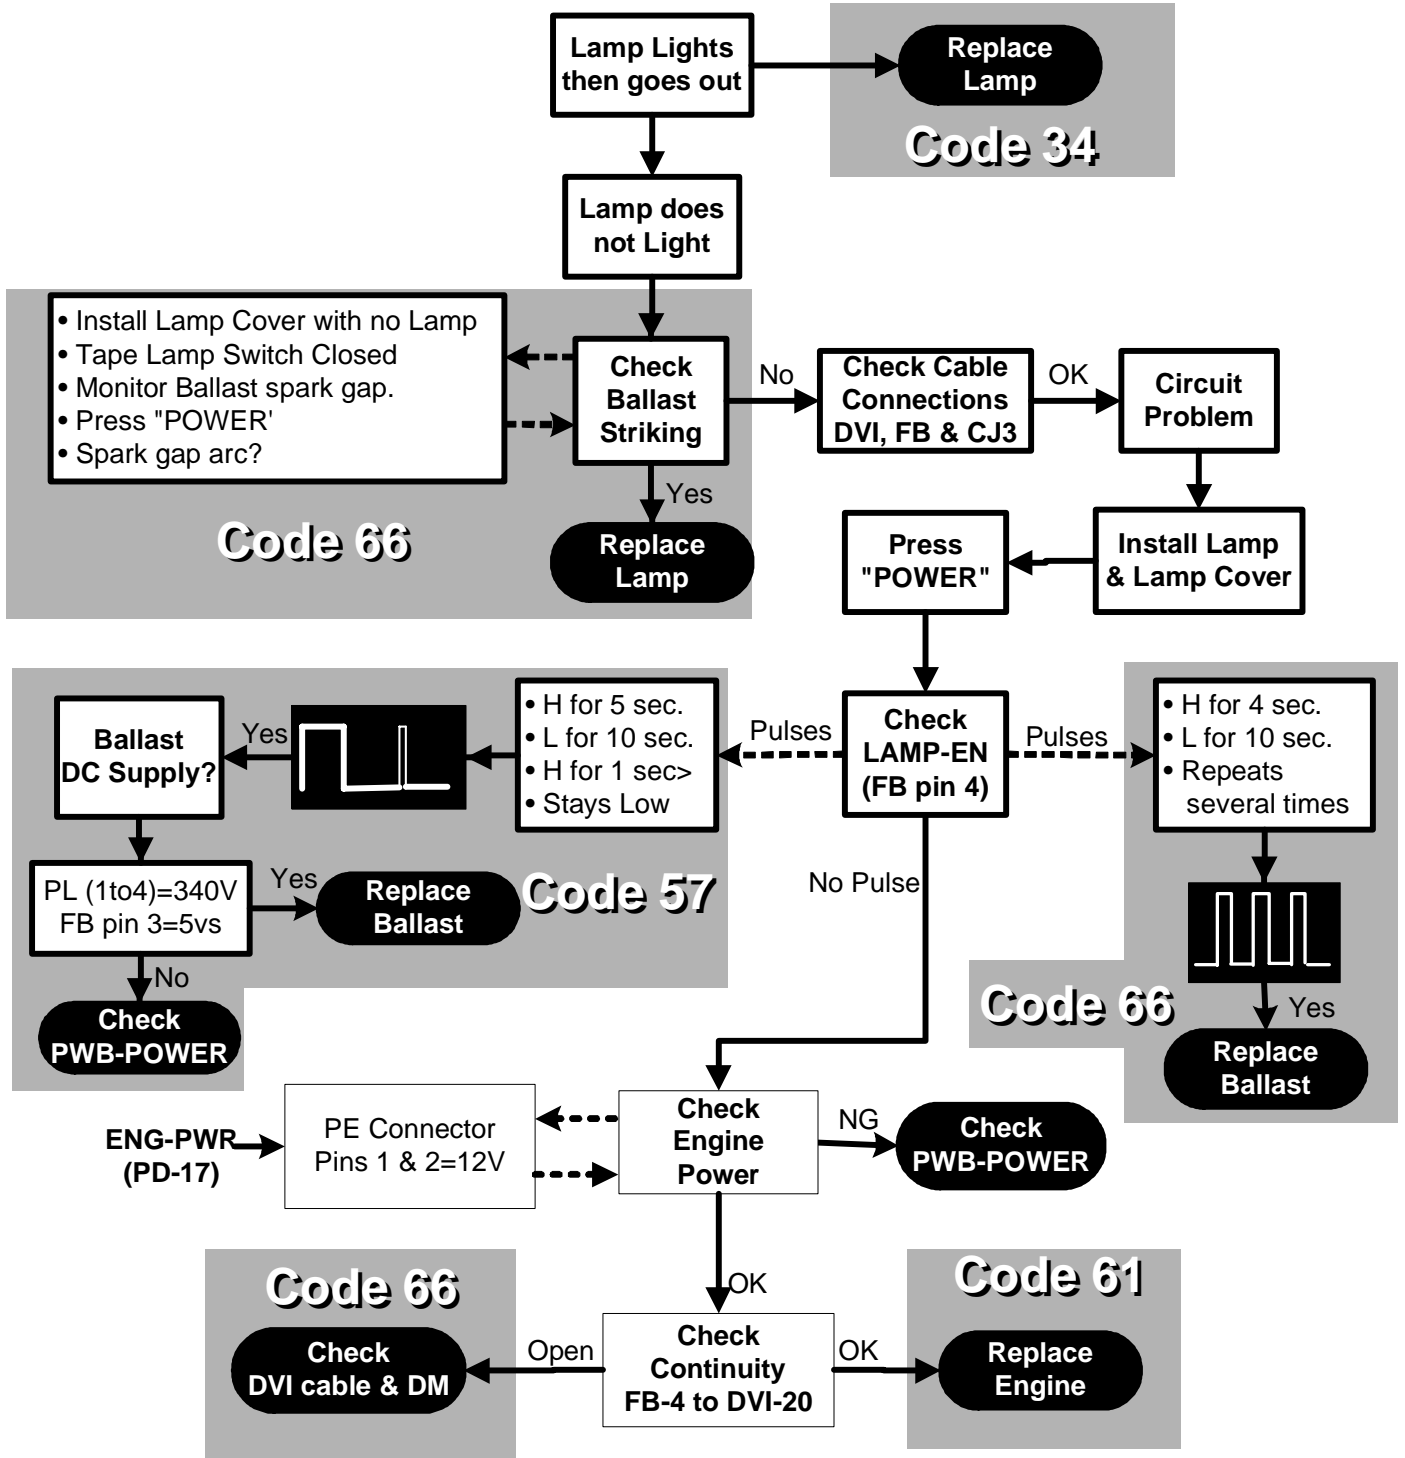 Lamp Lights
then goes out
Replace
Lamp
Code 34
Lamp does
not Light
• Install Lamp Cover with no Lamp
• Tape Lamp Switch Closed
• Monitor Ballast spark gap.
• Press "POWER'
• Spark gap arc?
Check
Ballast
Striking
No
Check Cable
Connections
DVI, FB & CJ3
OK
Circuit
Problem
Yes
Code 66
Replace
Lamp
Press
"POWER"
Install Lamp
& Lamp Cover
Ballast
DC Supply?
Yes
• H for 5 sec.
• L for 10 sec.
• H for 1 sec>
• Stays Low
Pulses
Check
LAMP-EN
(FB pin 4)
Pulses
• H for 4 sec.
• L for 10 sec.
• Repeats
several times
PL (1to4)=340V
FB pin 3=5vs
Yes
Replace
Ballast
Code 57
No Pulse
No
Check
PWB-POWER
Code 66
Yes
Replace
Ballast
ENG-PWR
(PD-17)
PE Connector
Pins 1 & 2=12V
Check
Engine
Power
NG
Check
PWB-POWER
OK
Code 66
Check
DVI cable & DM
Open
Check
Continuity
FB-4 to DVI-20
OK
Code 61
Replace
Engine